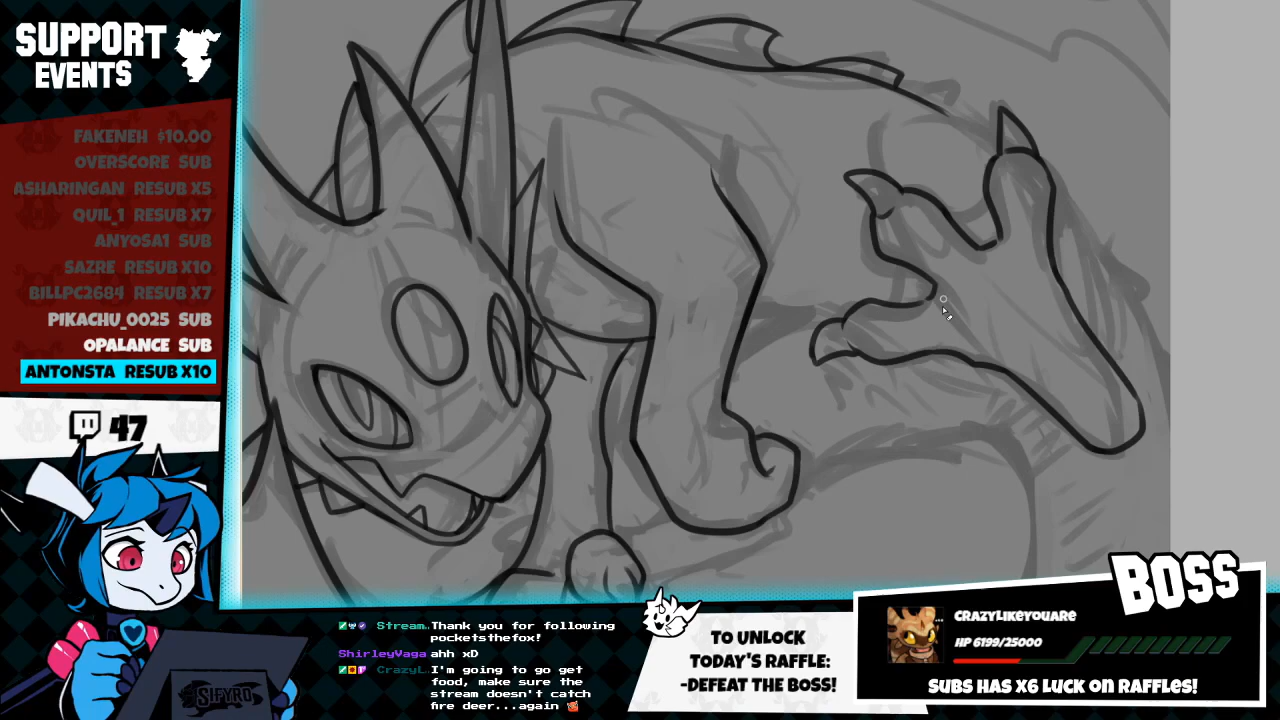 SUPPORT
EVENTS
FAKENEH $10.00
OVERSCORE SUB
ASHARINGAN RESUB X5
QUIL_1 RESUB X7
ANYOSA1 SUB
SAZRE RESUB X10
BILLPC2684 RESUB X7
PIKACHU_0025 SUB
OPALANCE SUB
ANTONSTA RESUB X10
47
SIFYRO
Stream… Thank you for following
pocketsthefox!
ShirleyVaga ahh xD
CrazyL… I'm going to go get
food, make sure the
stream doesn't catch
fire deer...again
TO UNLOCK
TODAY'S RAFFLE:
-DEFEAT THE BOSS!
BOSS
CRAZYLIKEYOUARE
HP 6199/25000
SUBS HAS X6 LUCK ON RAFFLES!